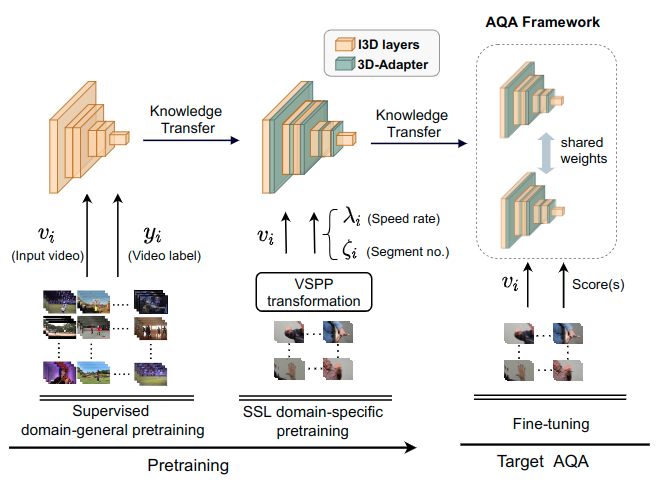 AQA Framework
I3D layers
3D-Adapter
Knowledge
Transfer
Knowledge
Transfer
shared
weights
v_i
(Input video)
y_i
(Video label)
v_i
λ_i (Speed rate)
ζ_i (Segment no.)
VSPP
transformation
v_i
Score(s)
Supervised
domain-general pretraining
SSL domain-specific
pretraining
Fine-tuning
Pretraining
Target AQA